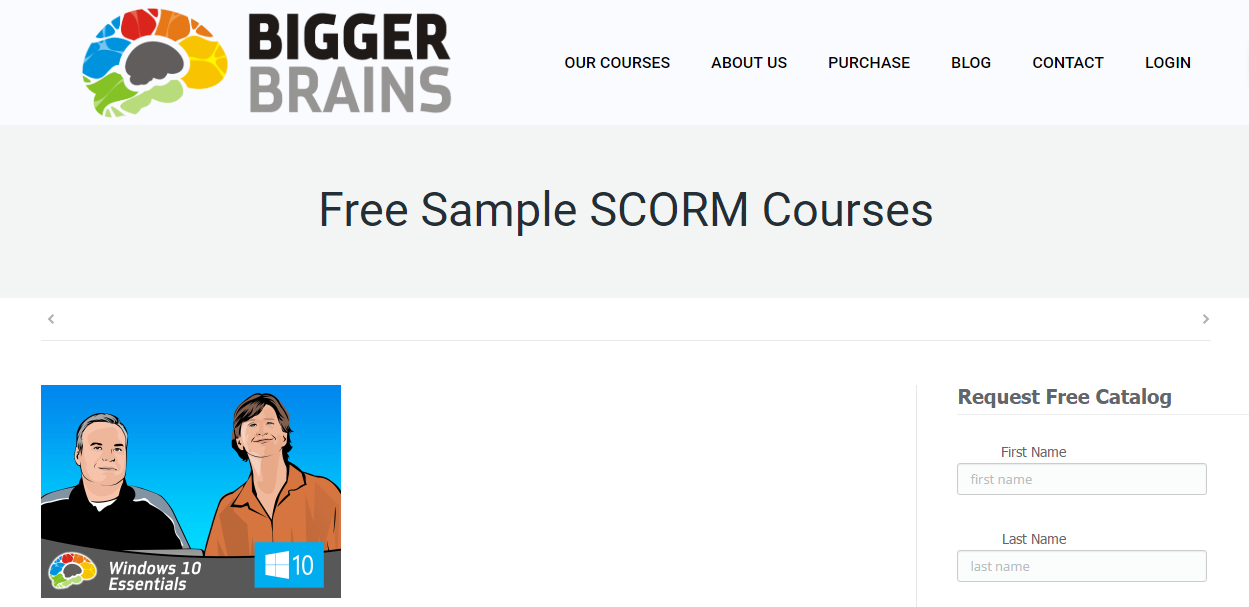 BIGGER
BRAINS
OUR COURSES ABOUT US PURCHASE BLOG CONTACT LOGIN
Free Sample SCORM Courses
Windows 10
Essentials
10
Request Free Catalog
First Name
first name
Last Name
last name